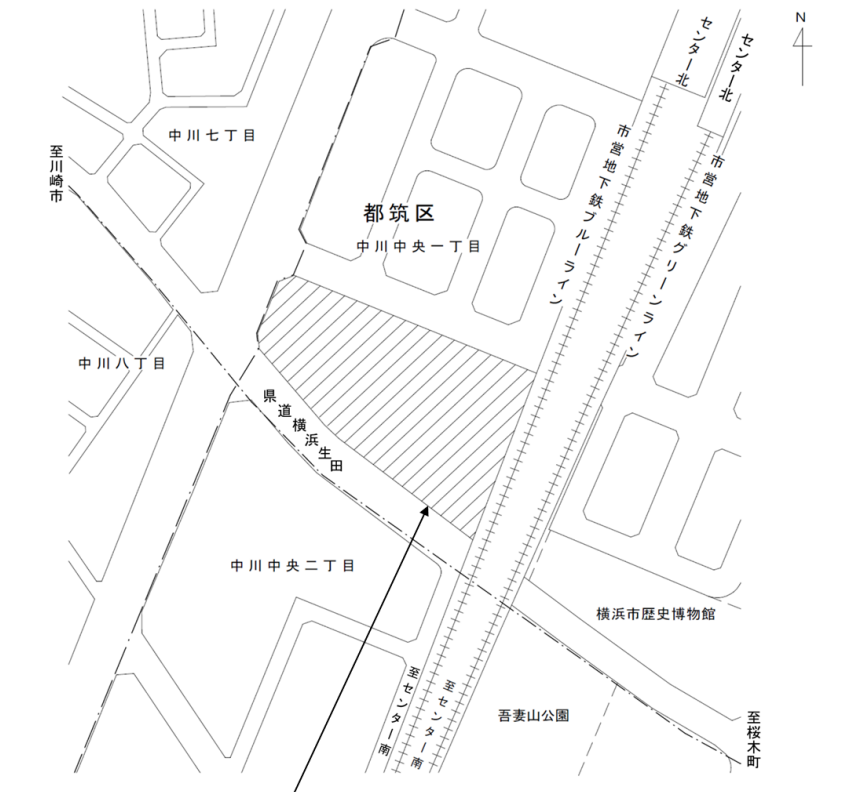 N
センター北
センター北
中川七丁目
至川崎市
市営地下鉄ブルーライン
市営地下鉄グリーンライン
都筑区
中川中央一丁目
中川八丁目
県道横浜生田
中川中央二丁目
横浜市歴史博物館
至センター南
至センター南
吾妻山公園
至桜木町